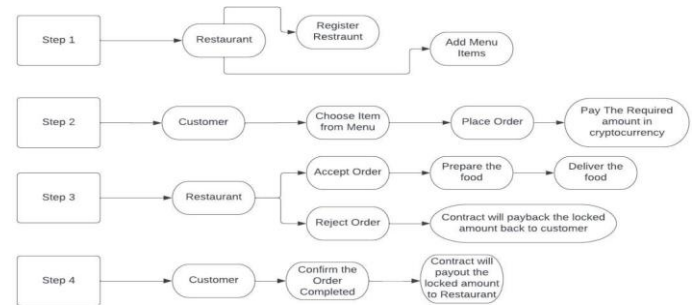 Step 1
Restaurant
Register
Restraunt
Add Menu
Items
Step 2
Customer
Choose Item
from Menu
Place Order
Pay The Required
amount in
cryptocurrency
Step 3
Restaurant
Accept Order
Prepare the
food
Deliver the
food
Reject Order
Contract will payback the locked
amount back to customer
Step 4
Customer
Confirm the
Order
Completed
Contract will
payout the
locked amount
to Restaurant